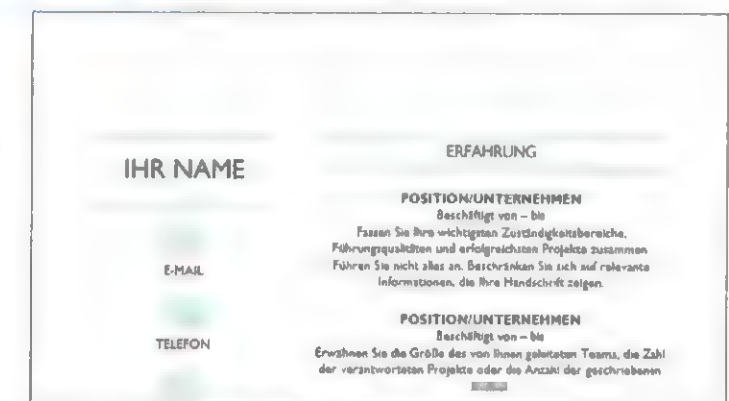 IHR NAME
E-MAIL
TELEFON
ERFAHRUNG
POSITION/UNTERNEHMEN
Beschäftigt von – bis
Fassen Sie Ihre wichtigsten Zuständigkeitsbereiche,
Führungsqualitäten und erfolgreichsten Projekte zusammen
Führen Sie nicht alles an. Beschränken Sie sich auf relevante
Informationen, die Ihre Handschrift zeigen.
POSITION/UNTERNEHMEN
Beschäftigt von – bis
Erwähnen Sie die Größe des von Ihnen geleiteten Teams, die Zahl
der verantworteten Projekte oder die Anzahl der geschriebenen